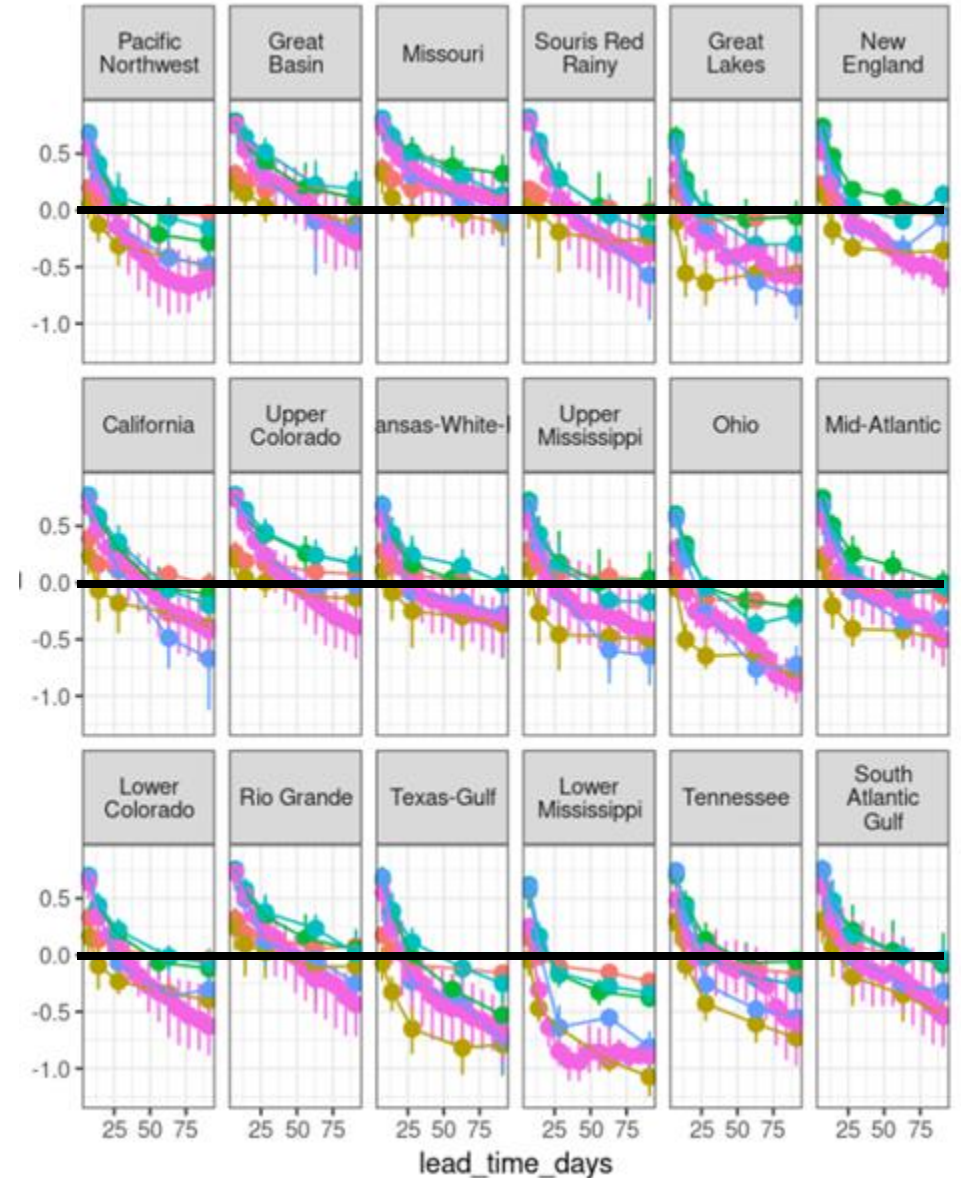 Pacific
Northwest
Great
Basin
Missouri
Souris Red
Rainy
Great
Lakes
New
England
0.5
0.0
-0.5
-1.0
California
Upper
Colorado
ansas-White-
Upper
Mississippi
Ohio
Mid-Atlantic
0.5
0.0
-0.5
-1.0
Lower
Colorado
Rio Grande
Texas-Gulf
Lower
Mississippi
Tennessee
South
Atlantic
Gulf
0.5
0.0
-0.5
-1.0
25 50 75
25 50 75
25 50 75
25 50 75
25 50 75
25 50 75
lead_time_days